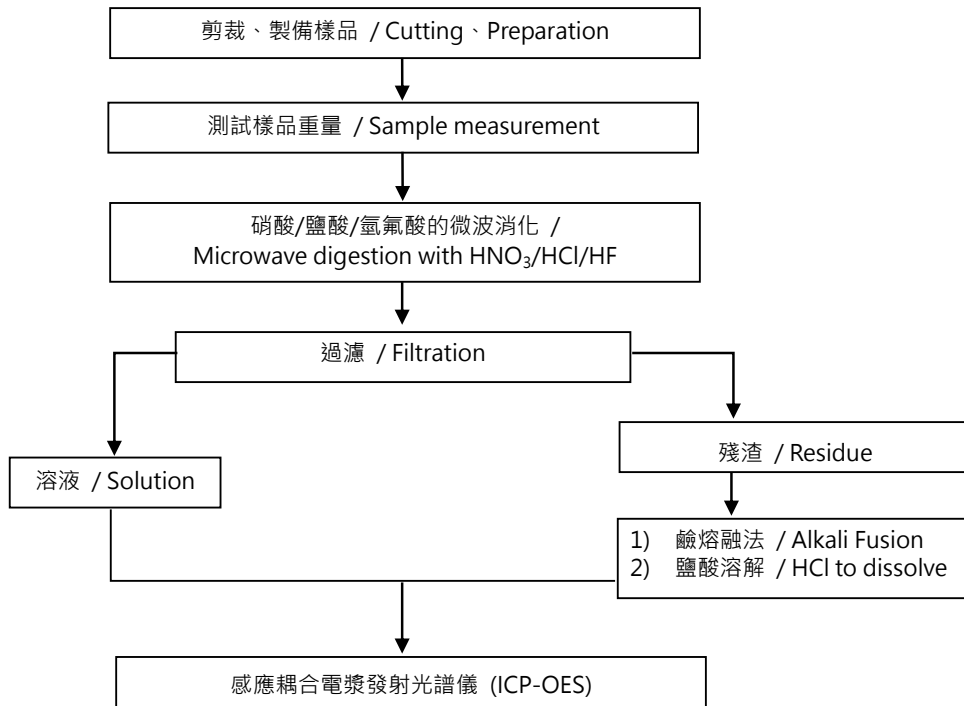 剪裁、製備樣品 / Cutting、Preparation
測試樣品重量 / Sample measurement
硝酸/鹽酸/氫氟酸的微波消化 /
Microwave digestion with HNO₃/HCl/HF
過濾 / Filtration
溶液 / Solution
殘渣 / Residue
1) 鹼熔融法 / Alkali Fusion
2) 鹽酸溶解 / HCl to dissolve
感應耦合電漿發射光譜儀 (ICP-OES)